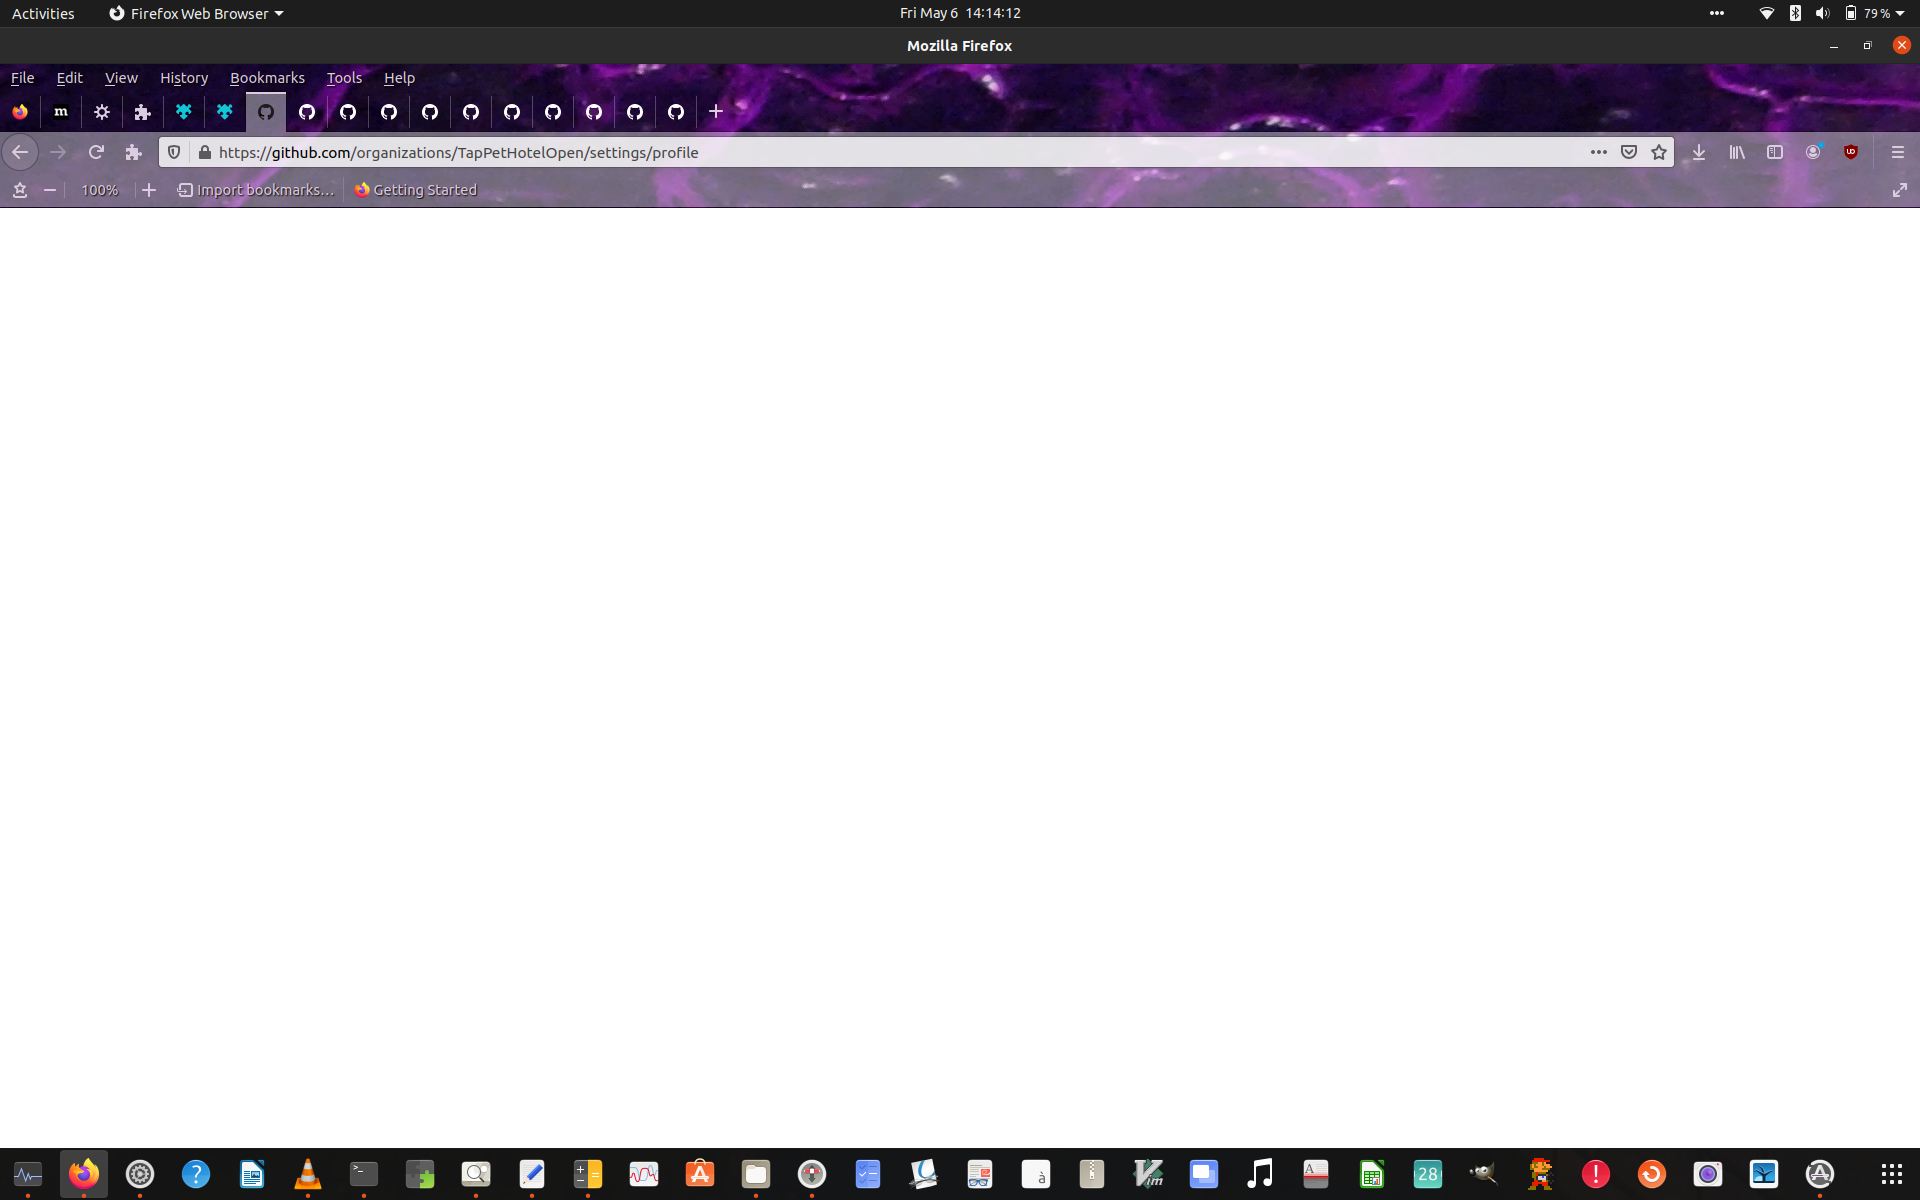 Activities
Firefox Web Browser
Fri May 6 14:14:12
79 %
Mozilla Firefox
File Edit View History Bookmarks Tools Help
m
https://github.com/organizations/TapPetHotelOpen/settings/profile
100%
Import bookmarks...
Getting Started
28